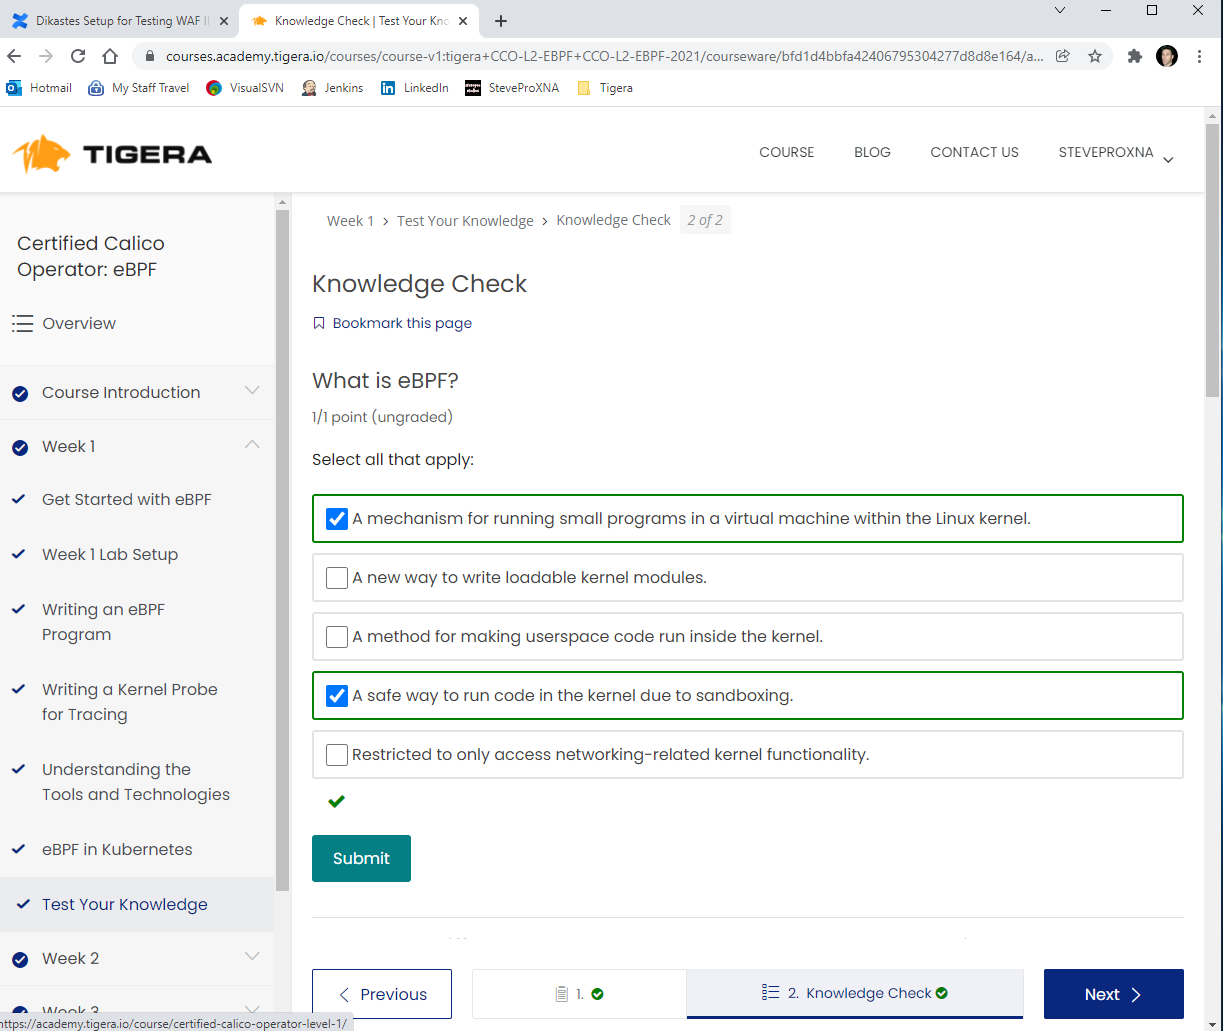 Dikastes Setup for Testing WAF I
Knowledge Check | Test Your Kno
courses.academy.tigera.io/courses/course-v1:tigera+CCO-L2-EBPF+CCO-L2-EBPF-2021/courseware/bfd1d4bbfa42406795304277d8d8e164/a...
Hotmail
My Staff Travel
VisualSVN
Jenkins
LinkedIn
SteveProXNA
Tigera
TIGERA
COURSE
BLOG
CONTACT US
STEVEPROXNA
Certified Calico
Operator: eBPF
Overview
Course Introduction
Week 1
Get Started with eBPF
Week 1 Lab Setup
Writing an eBPF
Program
Writing a Kernel Probe
for Tracing
Understanding the
Tools and Technologies
eBPF in Kubernetes
Test Your Knowledge
Week 2
Week 3
https://academy.tigera.io/course/certified-calico-operator-level-1/
Week 1 > Test Your Knowledge > Knowledge Check 2 of 2
Knowledge Check
Bookmark this page
What is eBPF?
1/1 point (ungraded)
Select all that apply:
A mechanism for running small programs in a virtual machine within the Linux kernel.
A new way to write loadable kernel modules.
A method for making userspace code run inside the kernel.
A safe way to run code in the kernel due to sandboxing.
Restricted to only access networking-related kernel functionality.
Submit
Previous
1.
2. Knowledge Check
Next